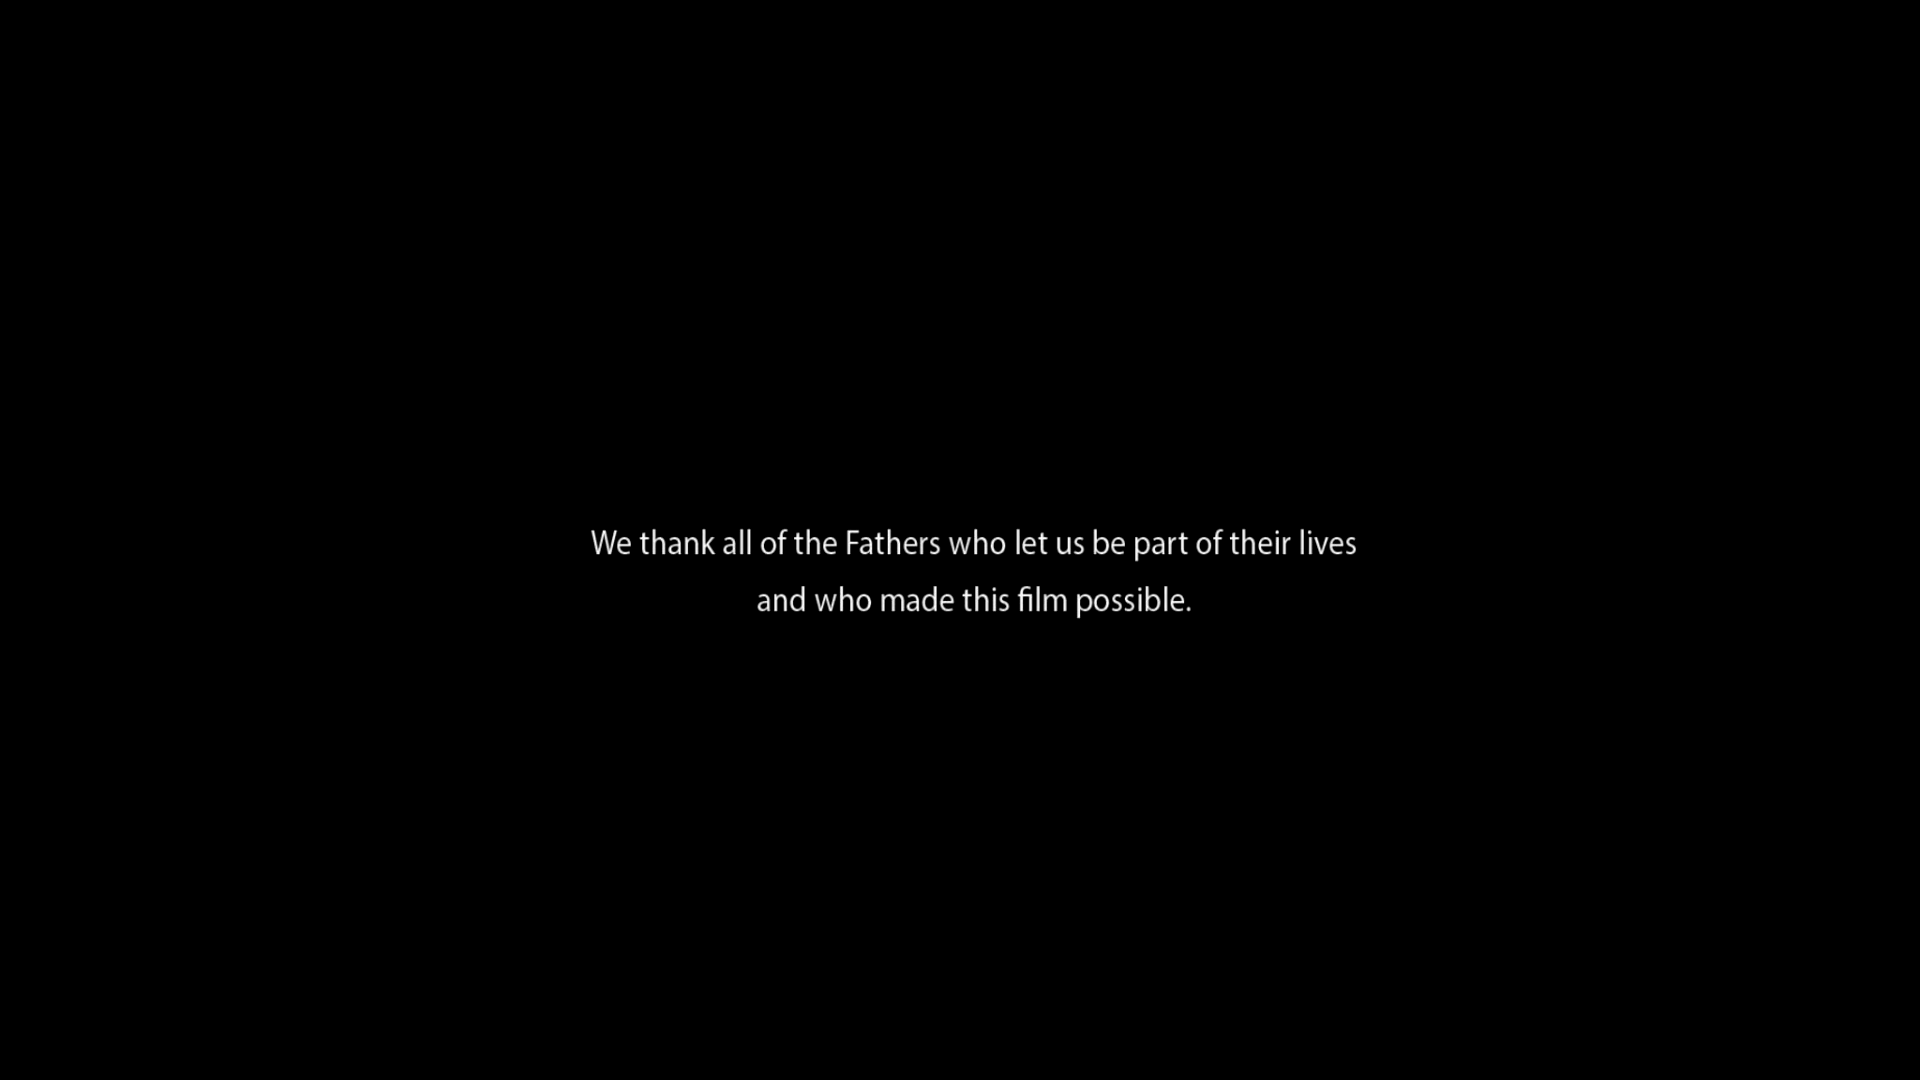 We thank all of the Fathers who let us be part of their lives
and who made this film possible.